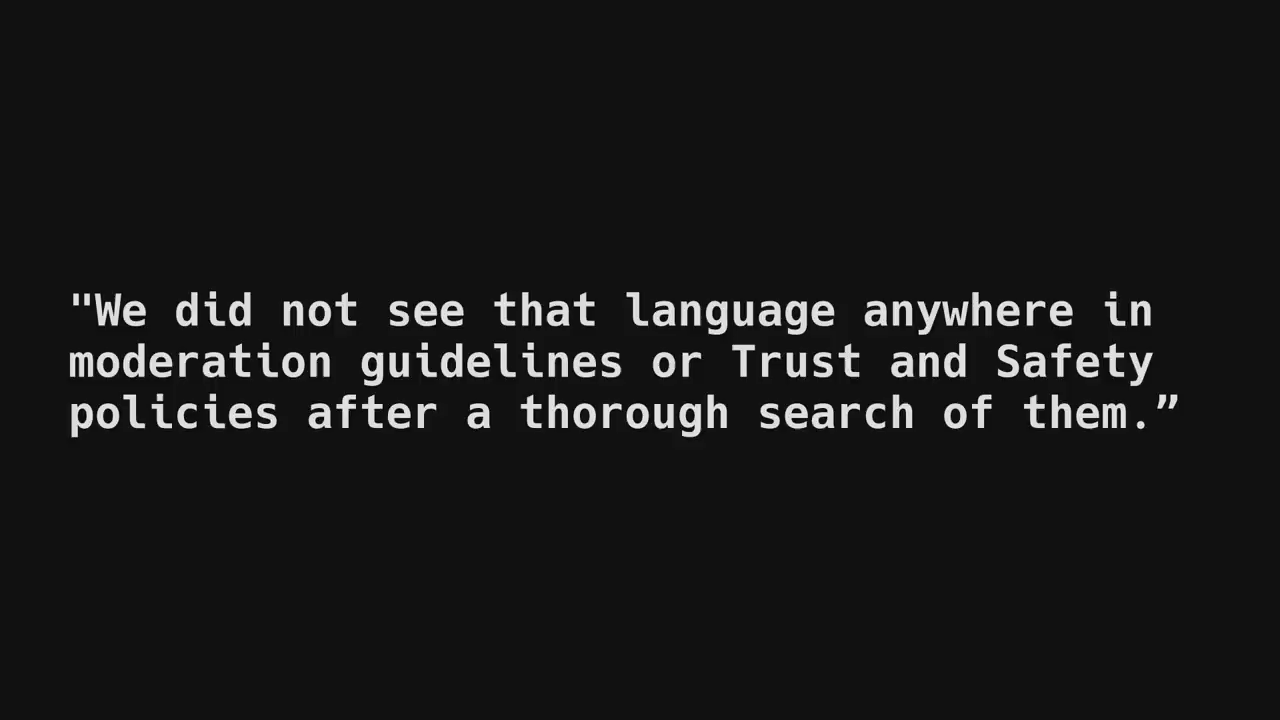 "We did not see that language anywhere in
moderation guidelines or Trust and Safety
policies after a thorough search of them.”